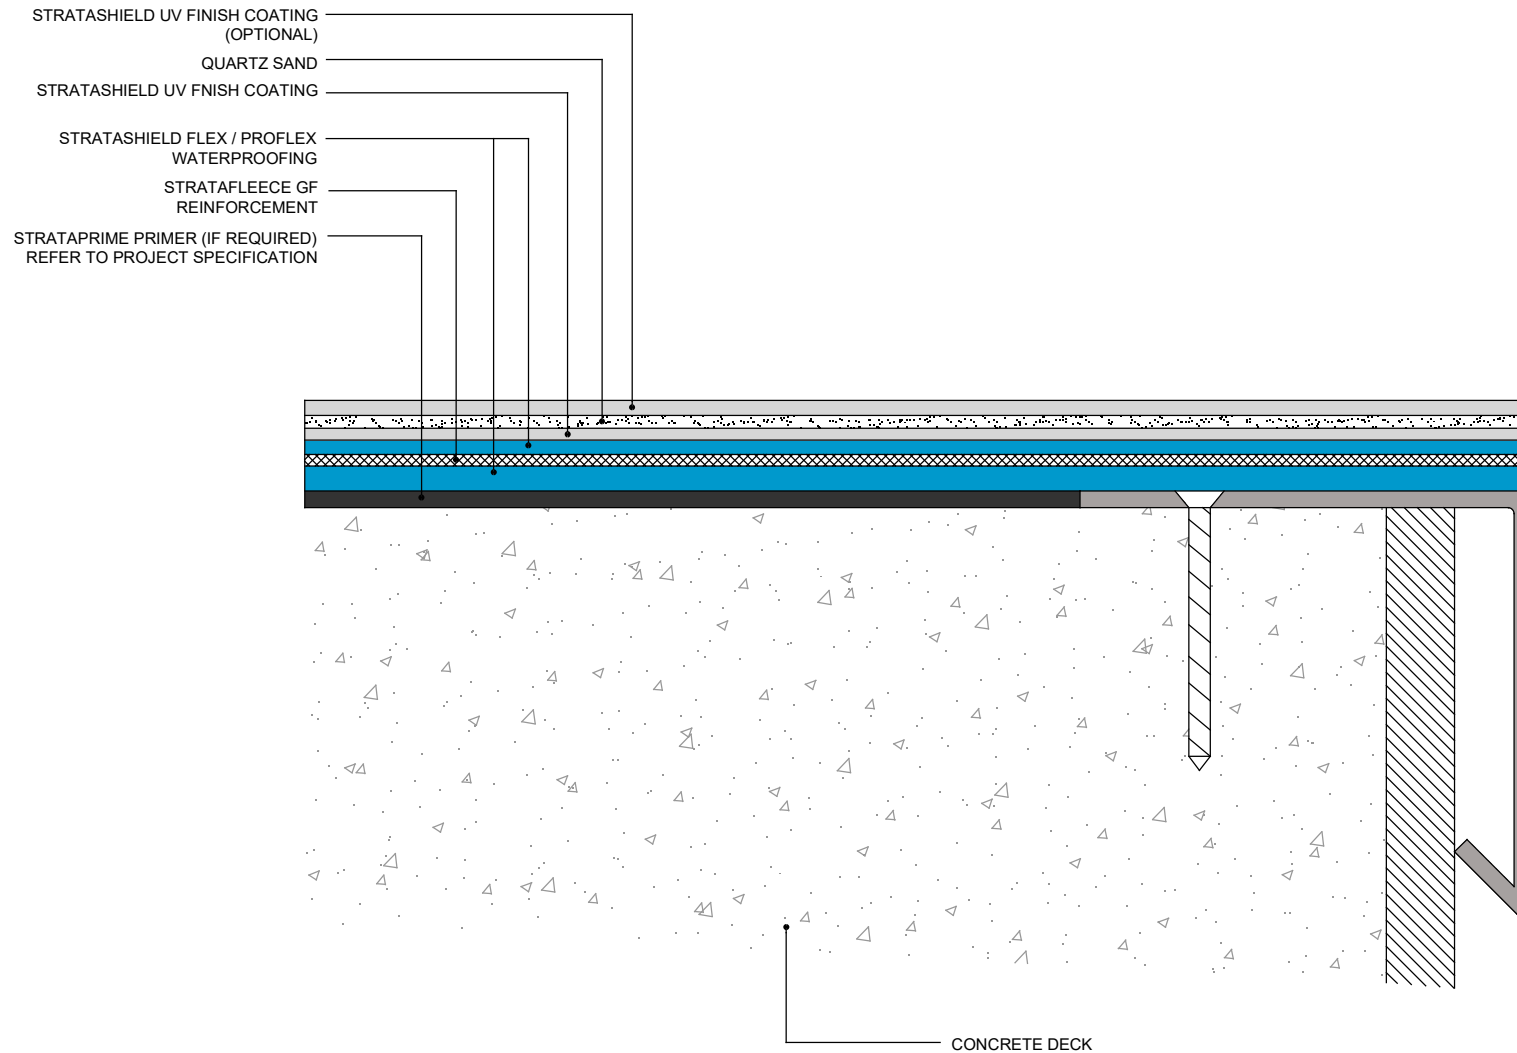 STRATASHIELD UV FINISH COATING
(OPTIONAL)
QUARTZ SAND
STRATASHIELD UV FNISH COATING
STRATASHIELD FLEX / PROFLEX
WATERPROOFING
STRATAFLEECE GF
REINFORCEMENT
STRATAPRIME PRIMER (IF REQUIRED)
REFER TO PROJECT SPECIFICATION
CONCRETE DECK